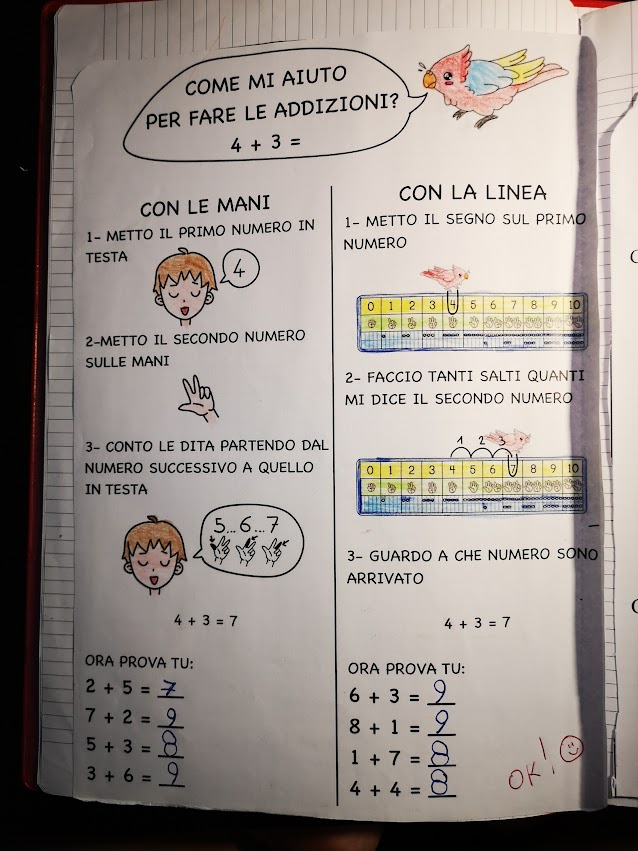 COME MI AIUTO
PER FARE LE ADDIZIONI?
4 + 3 =
CON LE MANI
1- METTO IL PRIMO NUMERO IN
TESTA
4
2-METTO IL SECONDO NUMERO
SULLE MANI
3- CONTO LE DITA PARTENDO DAL
NUMERO SUCCESSIVO A QUELLO
IN TESTA
5...6...7
4 + 3 = 7
ORA PROVA TU:
2 + 5 = 7
7 + 2 = 9
5 + 3 = 8
3 + 6 = 9
CON LA LINEA
1- METTO IL SEGNO SUL PRIMO
NUMERO
0 1 2 3 4 5 6 7 8 9 10
2- FACCIO TANTI SALTI QUANTI
MI DICE IL SECONDO NUMERO
1 2 3
0 1 2 3 4 5 6 7 8 9 10
3- GUARDO A CHE NUMERO SONO
ARRIVATO
4 + 3 = 7
ORA PROVA TU:
6 + 3 = 9
8 + 1 = 9
1 + 7 = 8
4 + 4 = 8
OK!